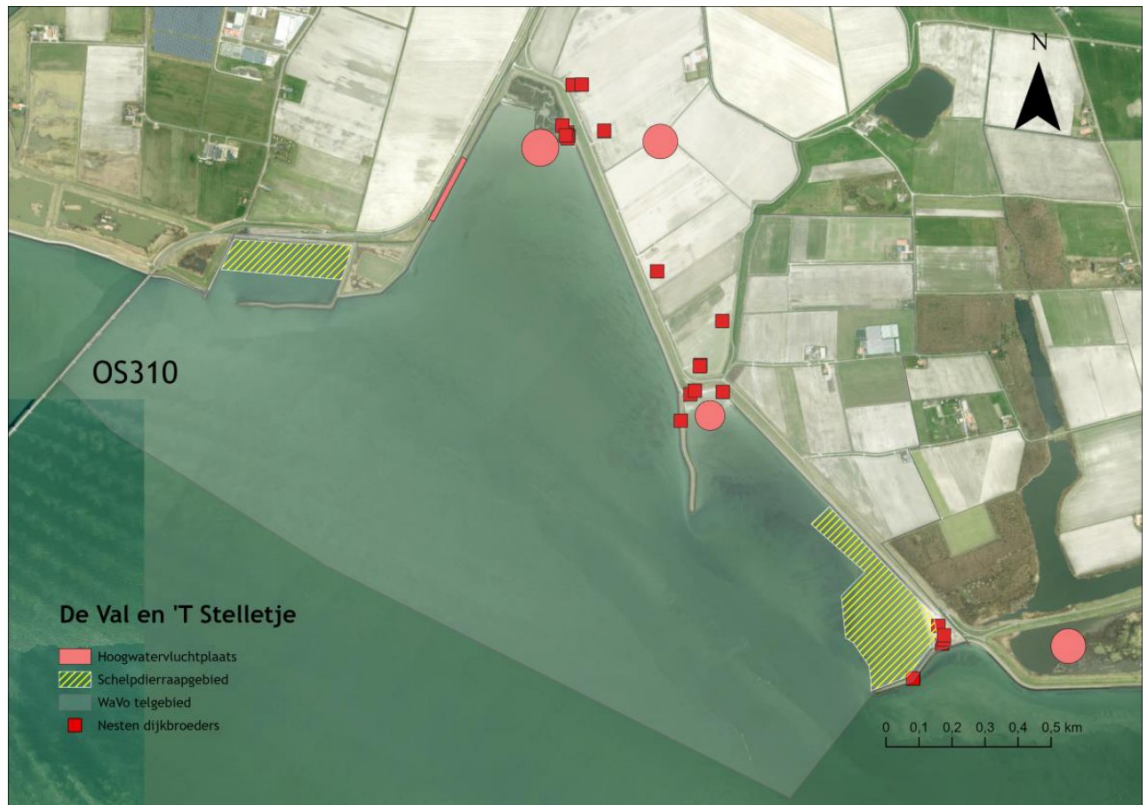 N
OS310
De Val en 'T Stelletje
Hoogwatervluchtplaats
Schelpdierraapgebied
WaVo telgebied
Nesten dijkbroeders
0 0,1 0,2 0,3 0,4 0,5 km